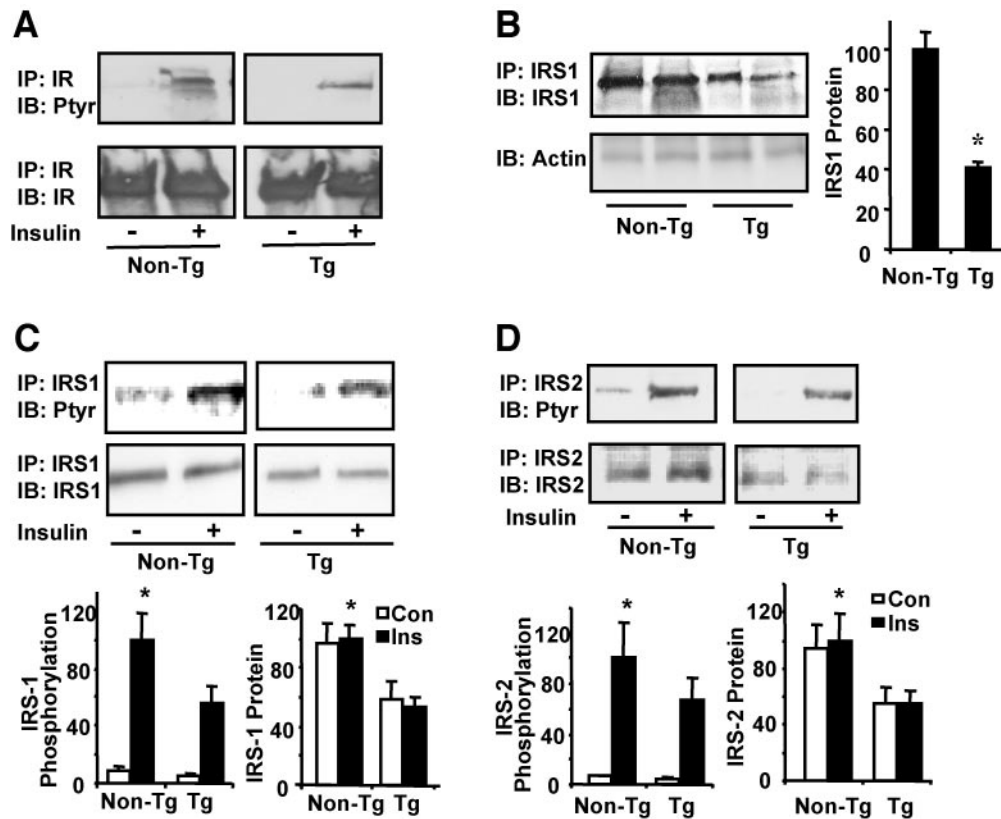 A
IP: IR
IB: Ptyr
IP: IR
IB: IR
Insulin - + - +
Non-Tg Tg
B
IP: IRS1
IB: IRS1
IB: Actin
Non-Tg Tg
IRS1 Protein
100
80
60
40
20
0
*
Non-Tg Tg
C
IP: IRS1
IB: Ptyr
IP: IRS1
IB: IRS1
Insulin - + - +
Non-Tg Tg
IRS-1
Phosphorylation
120
80
40
0
*
Non-Tg Tg
IRS-1 Protein
120
80
40
0
*
Con
Ins
Non-Tg Tg
D
IP: IRS2
IB: Ptyr
IP: IRS2
IB: IRS2
Insulin - + - +
Non-Tg Tg
IRS-2
Phosphorylation
120
80
40
0
*
Non-Tg Tg
IRS-2 Protein
120
80
40
0
*
Con
Ins
Non-Tg Tg